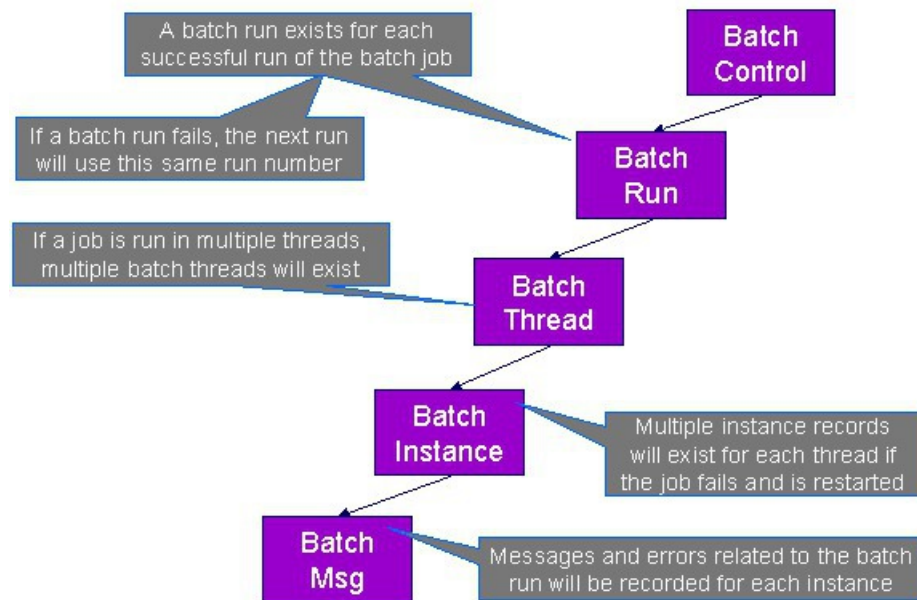 A batch run exists for each
successful run of the batch job
Batch
Control
If a batch run fails, the next run
will use this same run number
Batch
Run
If a job is run in multiple threads,
multiple batch threads will exist
Batch
Thread
Batch
Instance
Multiple instance records
will exist for each thread if
the job fails and is restarted
Batch
Msg
Messages and errors related to the batch
run will be recorded for each instance